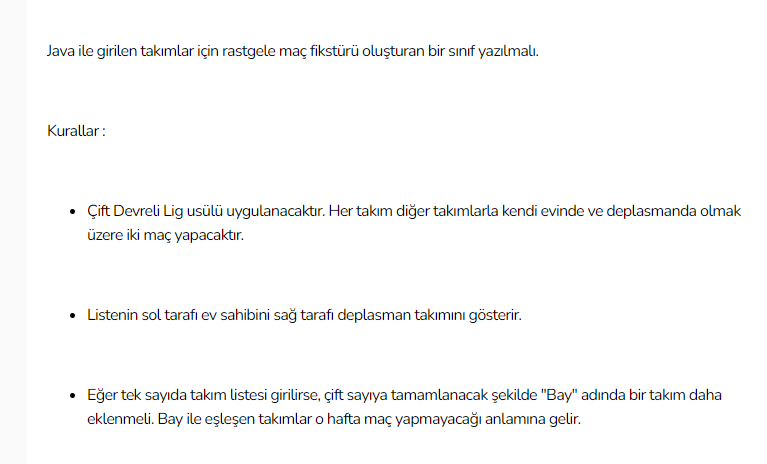 Java ile girilen takımlar için rastgele maç fikstürü oluşturan bir sınıf yazılmalı.
Kurallar :
• Çift Devreli Lig usülü uygulanacaktır. Her takım diğer takımlarla kendi evinde ve deplasmanda olmak
üzere iki maç yapacaktır.
• Listenin sol tarafı ev sahibini sağ tarafı deplasman takımını gösterir.
• Eğer tek sayıda takım listesi girilirse, çift sayıya tamamlanacak şekilde "Bay" adında bir takım daha
eklenmeli. Bay ile eşleşen takımlar o hafta maç yapmayacağı anlamına gelir.